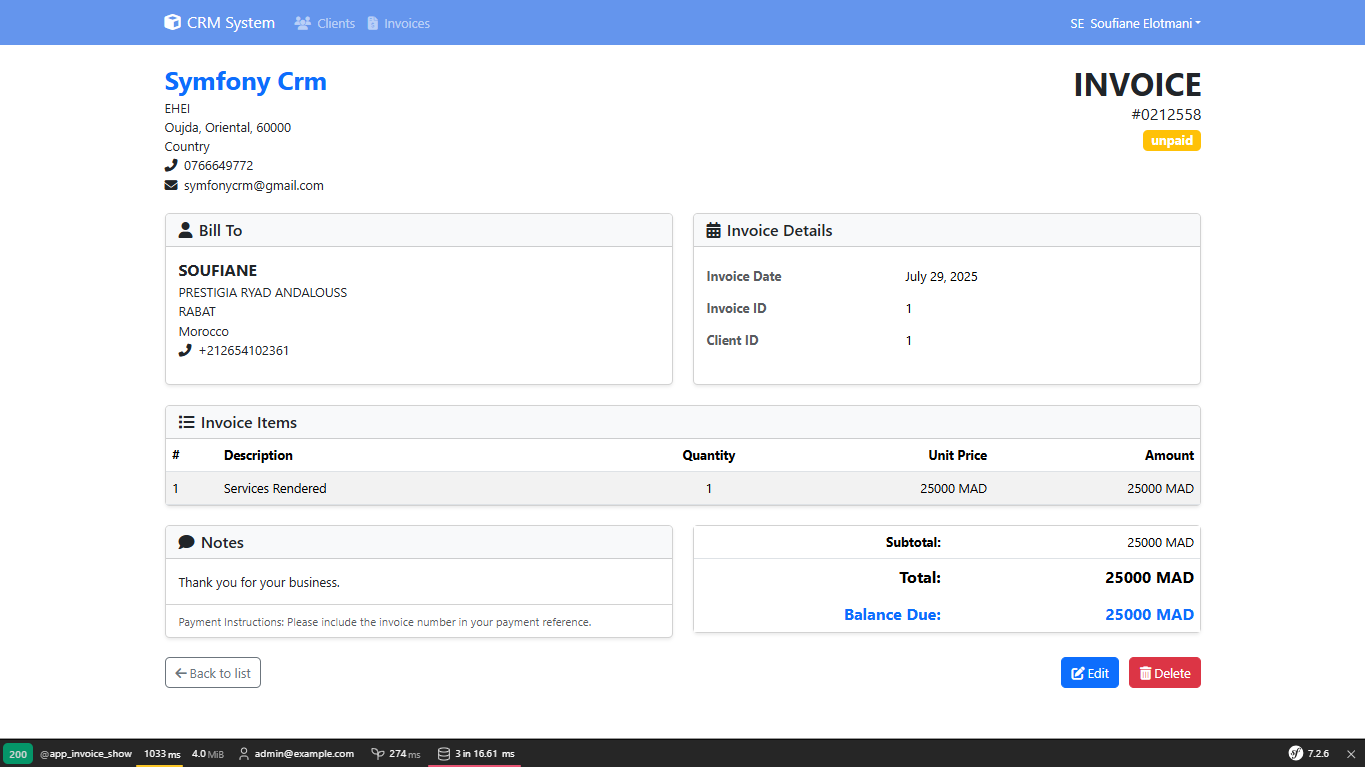 CRM System Clients Invoices SE Soufiane Elotmani
Symfony Crm
EHEI
Oujda, Oriental, 60000
Country
0766649772
symfonycrm@gmail.com
INVOICE
#0212558
unpaid
Bill To
SOUFIANE
PRESTIGIA RYAD ANDALOUSS
RABAT
Morocco
+212654102361
Invoice Details
Invoice Date July 29, 2025
Invoice ID 1
Client ID 1
Invoice Items
# Description Quantity Unit Price Amount
1 Services Rendered 1 25000 MAD 25000 MAD
Notes
Thank you for your business.
Payment Instructions: Please include the invoice number in your payment reference.
Subtotal: 25000 MAD
Total: 25000 MAD
Balance Due: 25000 MAD
Back to list Edit Delete
200 @app_invoice_show 1033 ms 4.0 MiB admin@example.com 274 ms 3 in 16.61 ms sf 7.2.6